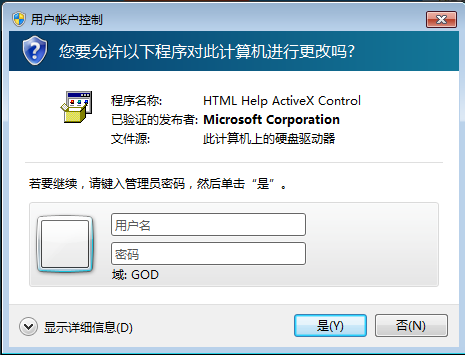 用户帐户控制
您要允许以下程序对此计算机进行更改吗?
程序名称: HTML Help ActiveX Control
已验证的发布者: Microsoft Corporation
文件源: 此计算机上的硬盘驱动器
若要继续，请键入管理员密码，然后单击“是”。
用户名
密码
域: GOD
显示详细信息(D)
是(Y)
否(N)